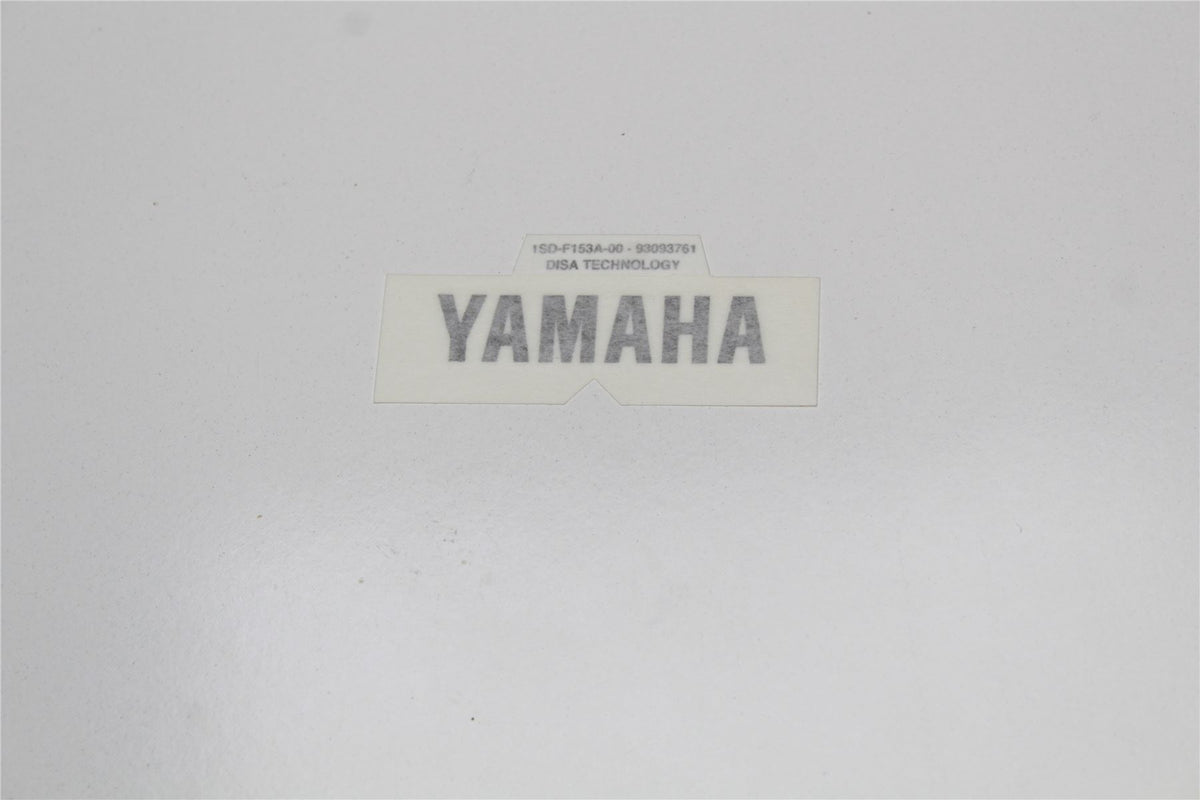 1SD-F153A-00 - 93093761
DISA TECHNOLOGY
YAMAHA